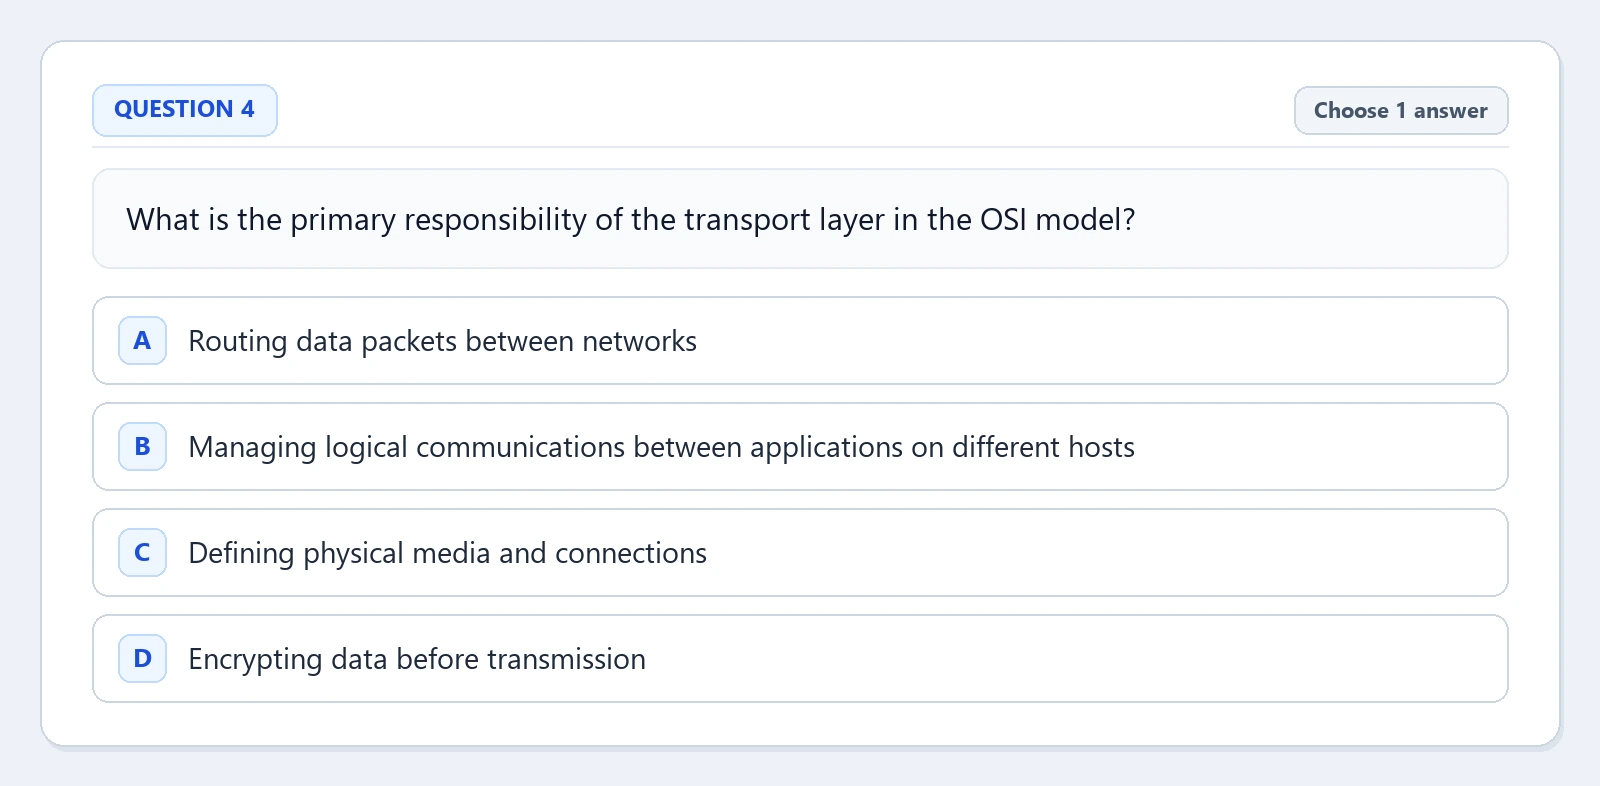 QUESTION 4
Choose 1 answer
What is the primary responsibility of the transport layer in the OSI model?
A Routing data packets between networks
B Managing logical communications between applications on different hosts
C Defining physical media and connections
D Encrypting data before transmission